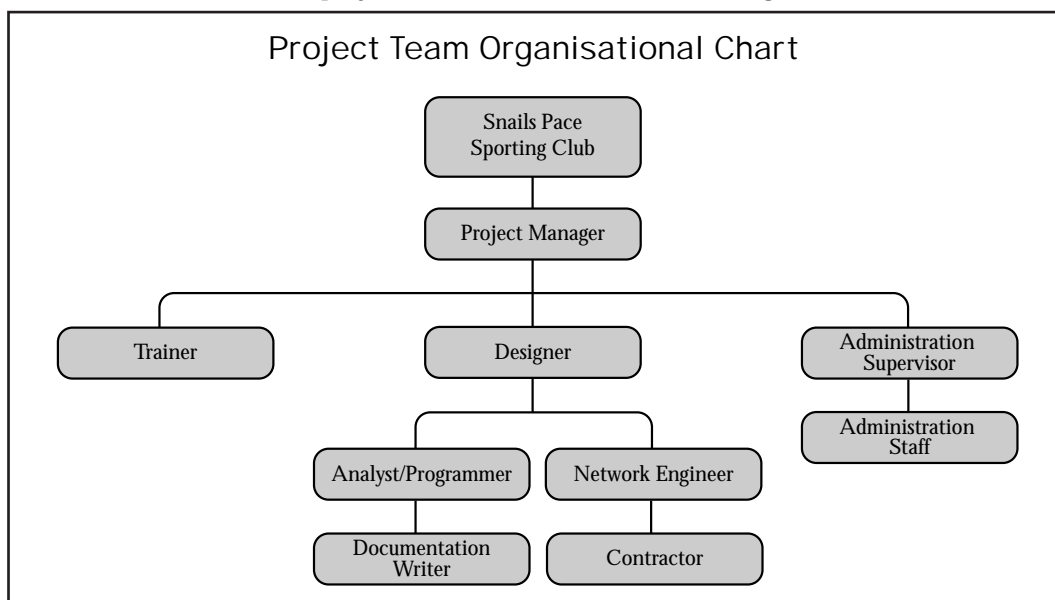 Project Team Organisational Chart
Snails Pace
Sporting Club
Project Manager
Trainer
Designer
Administration
Supervisor
Administration
Staff
Analyst/Programmer
Network Engineer
Documentation
Writer
Contractor